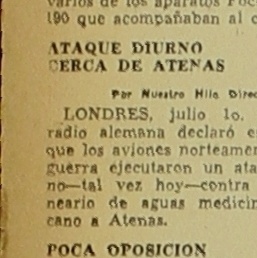 varios de los aparatos Foc
190 que acompañaban al c
ATAQUE DIURNO
CERCA DE ATENAS
Por Nuestro Hilo Direc
LONDRES, julio 1o.
radio alemana declaró e
que los aviones norteamer
guerra ejecutaron un ata
no—tal vez hoy—contra
neario de aguas medicin
cano a Atenas.
POCA OPOSICION